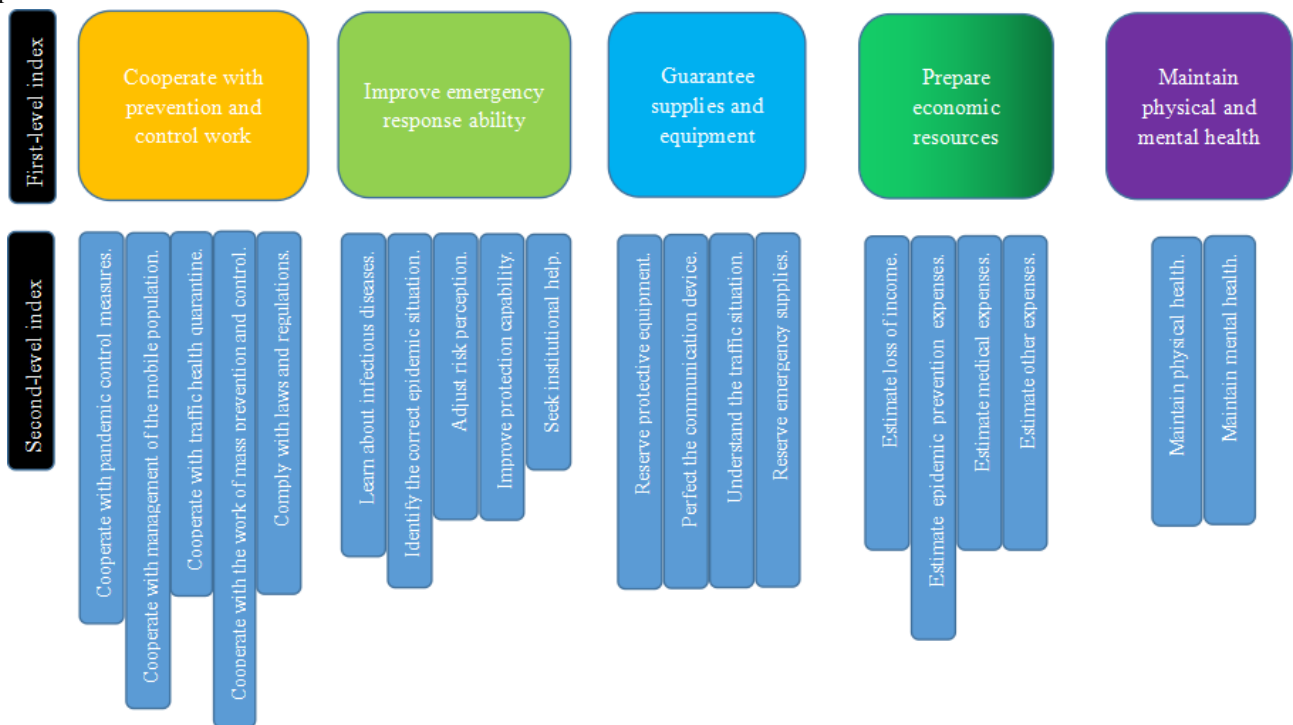 First-level index
Cooperate with
prevention and
control work
Improve emergency
response ability
Guarantee
supplies and
equipment
Prepare
economic
resources
Maintain
physical and
mental health
Second-level index
Cooperate with pandemic control measures.
Cooperate with management of the mobile population.
Cooperate with traffic health quarantine.
Cooperate with the work of mass prevention and control.
Comply with laws and regulations.
Learn about infectious diseases.
Identify the correct epidemic situation.
Adjust risk perception.
Improve protection capability.
Seek institutional help.
Reserve protective equipment.
Perfect the communication device.
Understand the traffic situation.
Reserve emergency supplies.
Estimate loss of income.
Estimate epidemic prevention expenses.
Estimate medical expenses.
Estimate other expenses.
Maintain physical health.
Maintain mental health.